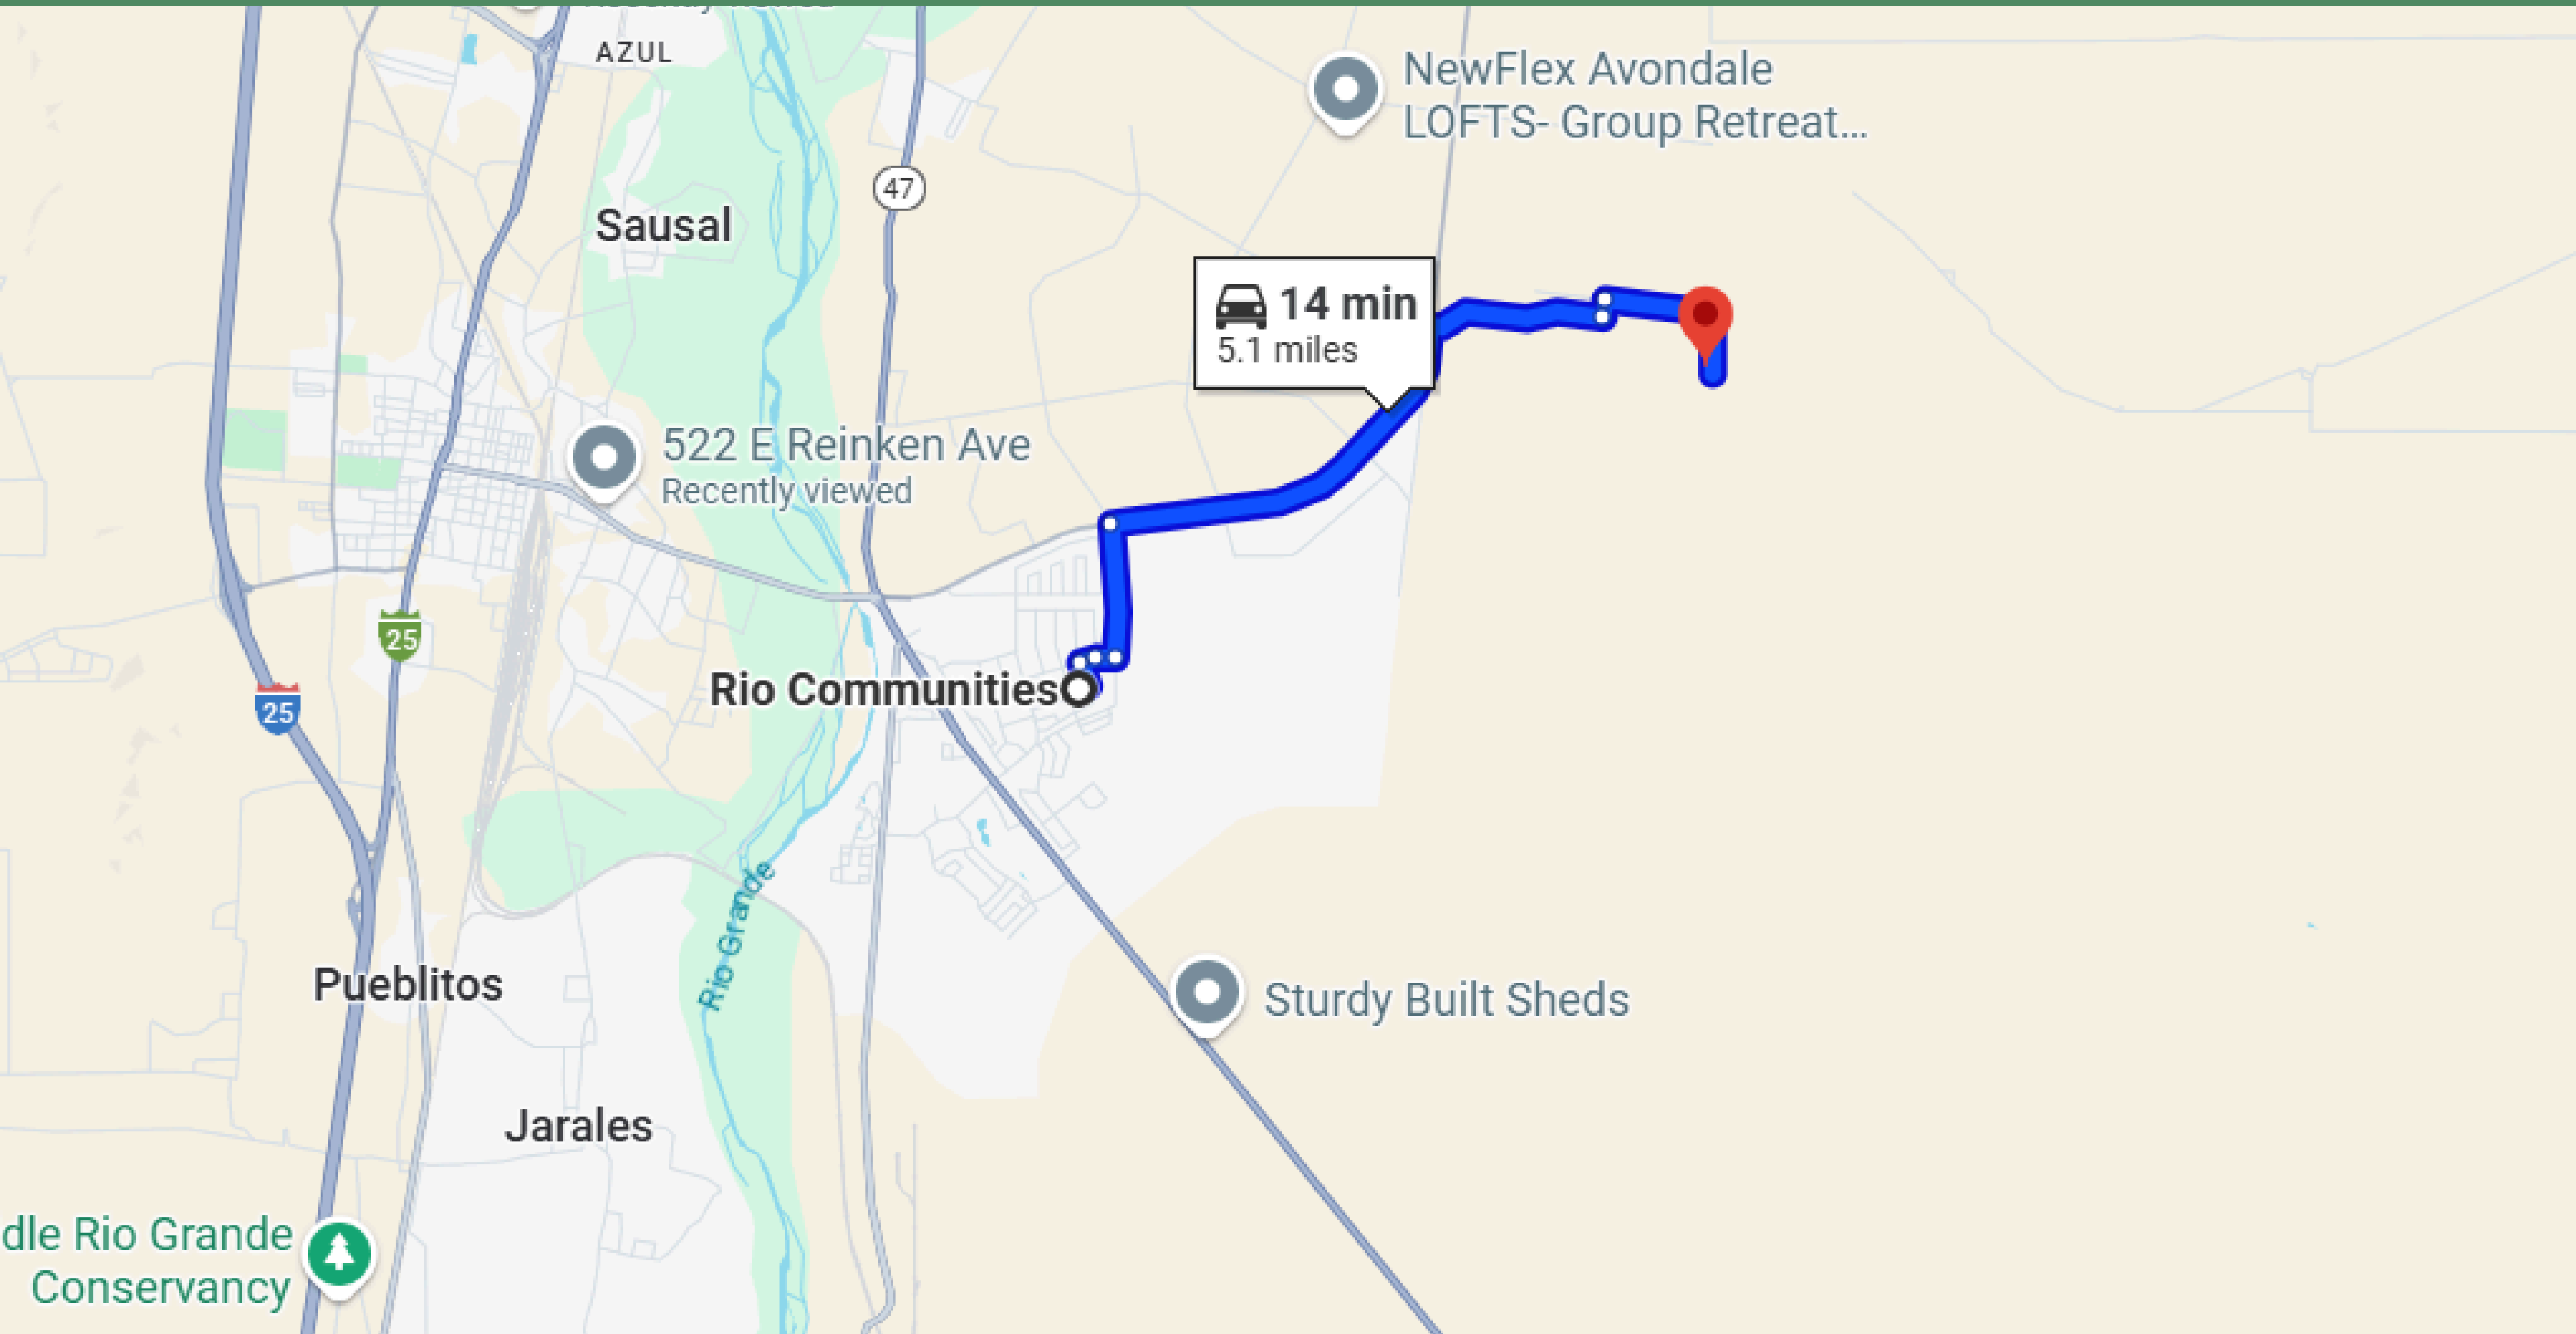 AZUL
NewFlex Avondale
LOFTS- Group Retreat...
47
Sausal
14 min
5.1 miles
522 E Reinken Ave
Recently viewed
25
Rio Communities
25
Rio Grande
Pueblitos
Sturdy Built Sheds
Jarales
dle Rio Grande
Conservancy